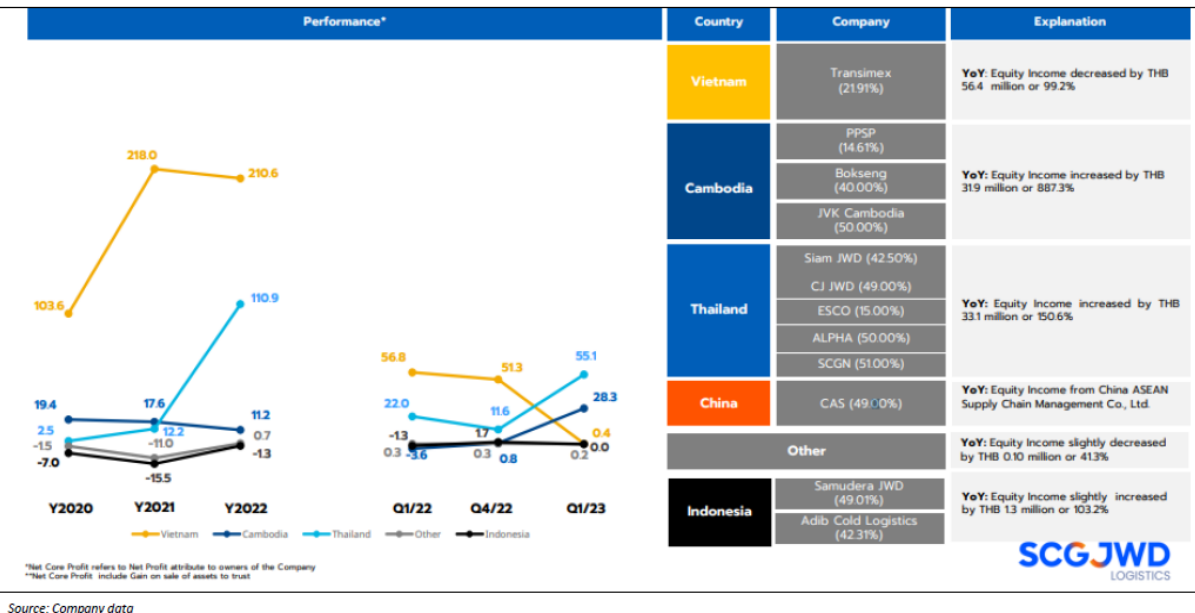 Performance*
Country
Company
Explanation
Vietnam
Transimex
(21.91%)
YoY: Equity Income decreased by THB
56.4 million or 99.2%
Cambodia
PPSP
(14.61%)
Bokseng
(40.00%)
JVK Cambodia
(50.00%)
YoY: Equity Income increased by THB
31.9 million or 887.3%
Thailand
Siam JWD (42.50%)
CJ JWD (49.00%)
ESCO (15.00%)
ALPHA (50.00%)
SCGN (51.00%)
YoY: Equity Income increased by THB
33.1 million or 150.6%
China
CAS (49.00%)
YoY: Equity Income from China ASEAN
Supply Chain Management Co., Ltd.
Other
YoY: Equity Income slightly decreased
by THB 0.10 million or 41.3%
Indonesia
Samudera JWD
(49.01%)
Adib Cold Logistics
(42.31%)
YoY: Equity Income slightly increased
by THB 1.3 million or 103.2%
218.0
210.6
103.6
110.9
19.4
17.6
11.2
2.5
12.2
0.7
-1.5
-11.0
-1.3
-7.0
-15.5
56.8
51.3
55.1
22.0
11.6
28.3
-1.3
1.7
0.4
0.3
-3.6
0.3
0.8
0.2
0.0
Y2020
Y2021
Y2022
Q1/22
Q4/22
Q1/23
Vietnam
Cambodia
Thailand
Other
Indonesia
*Net Core Profit refers to Net Profit attribute to owners of the Company
**Net Core Profit include Gain on sale of assets to trust
SCGJWD
LOGISTICS
Source: Company data